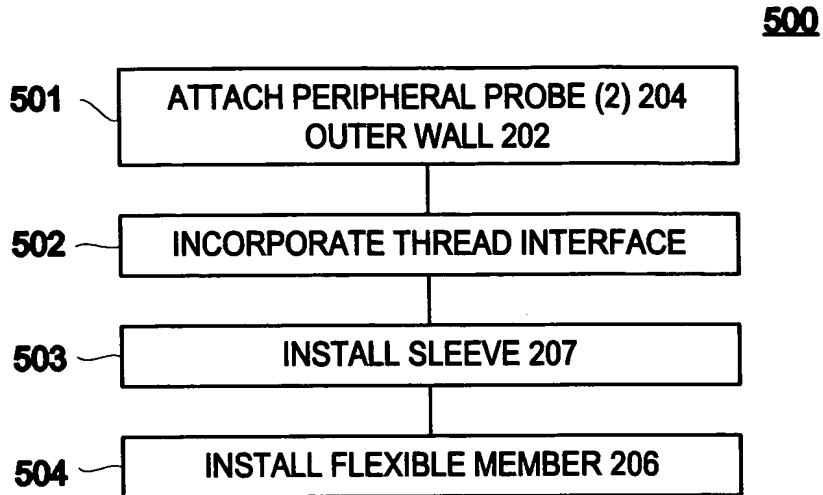 500
501
ATTACH PERIPHERAL PROBE (2) 204
OUTER WALL 202
502
INCORPORATE THREAD INTERFACE
503
INSTALL SLEEVE 207
504
INSTALL FLEXIBLE MEMBER 206